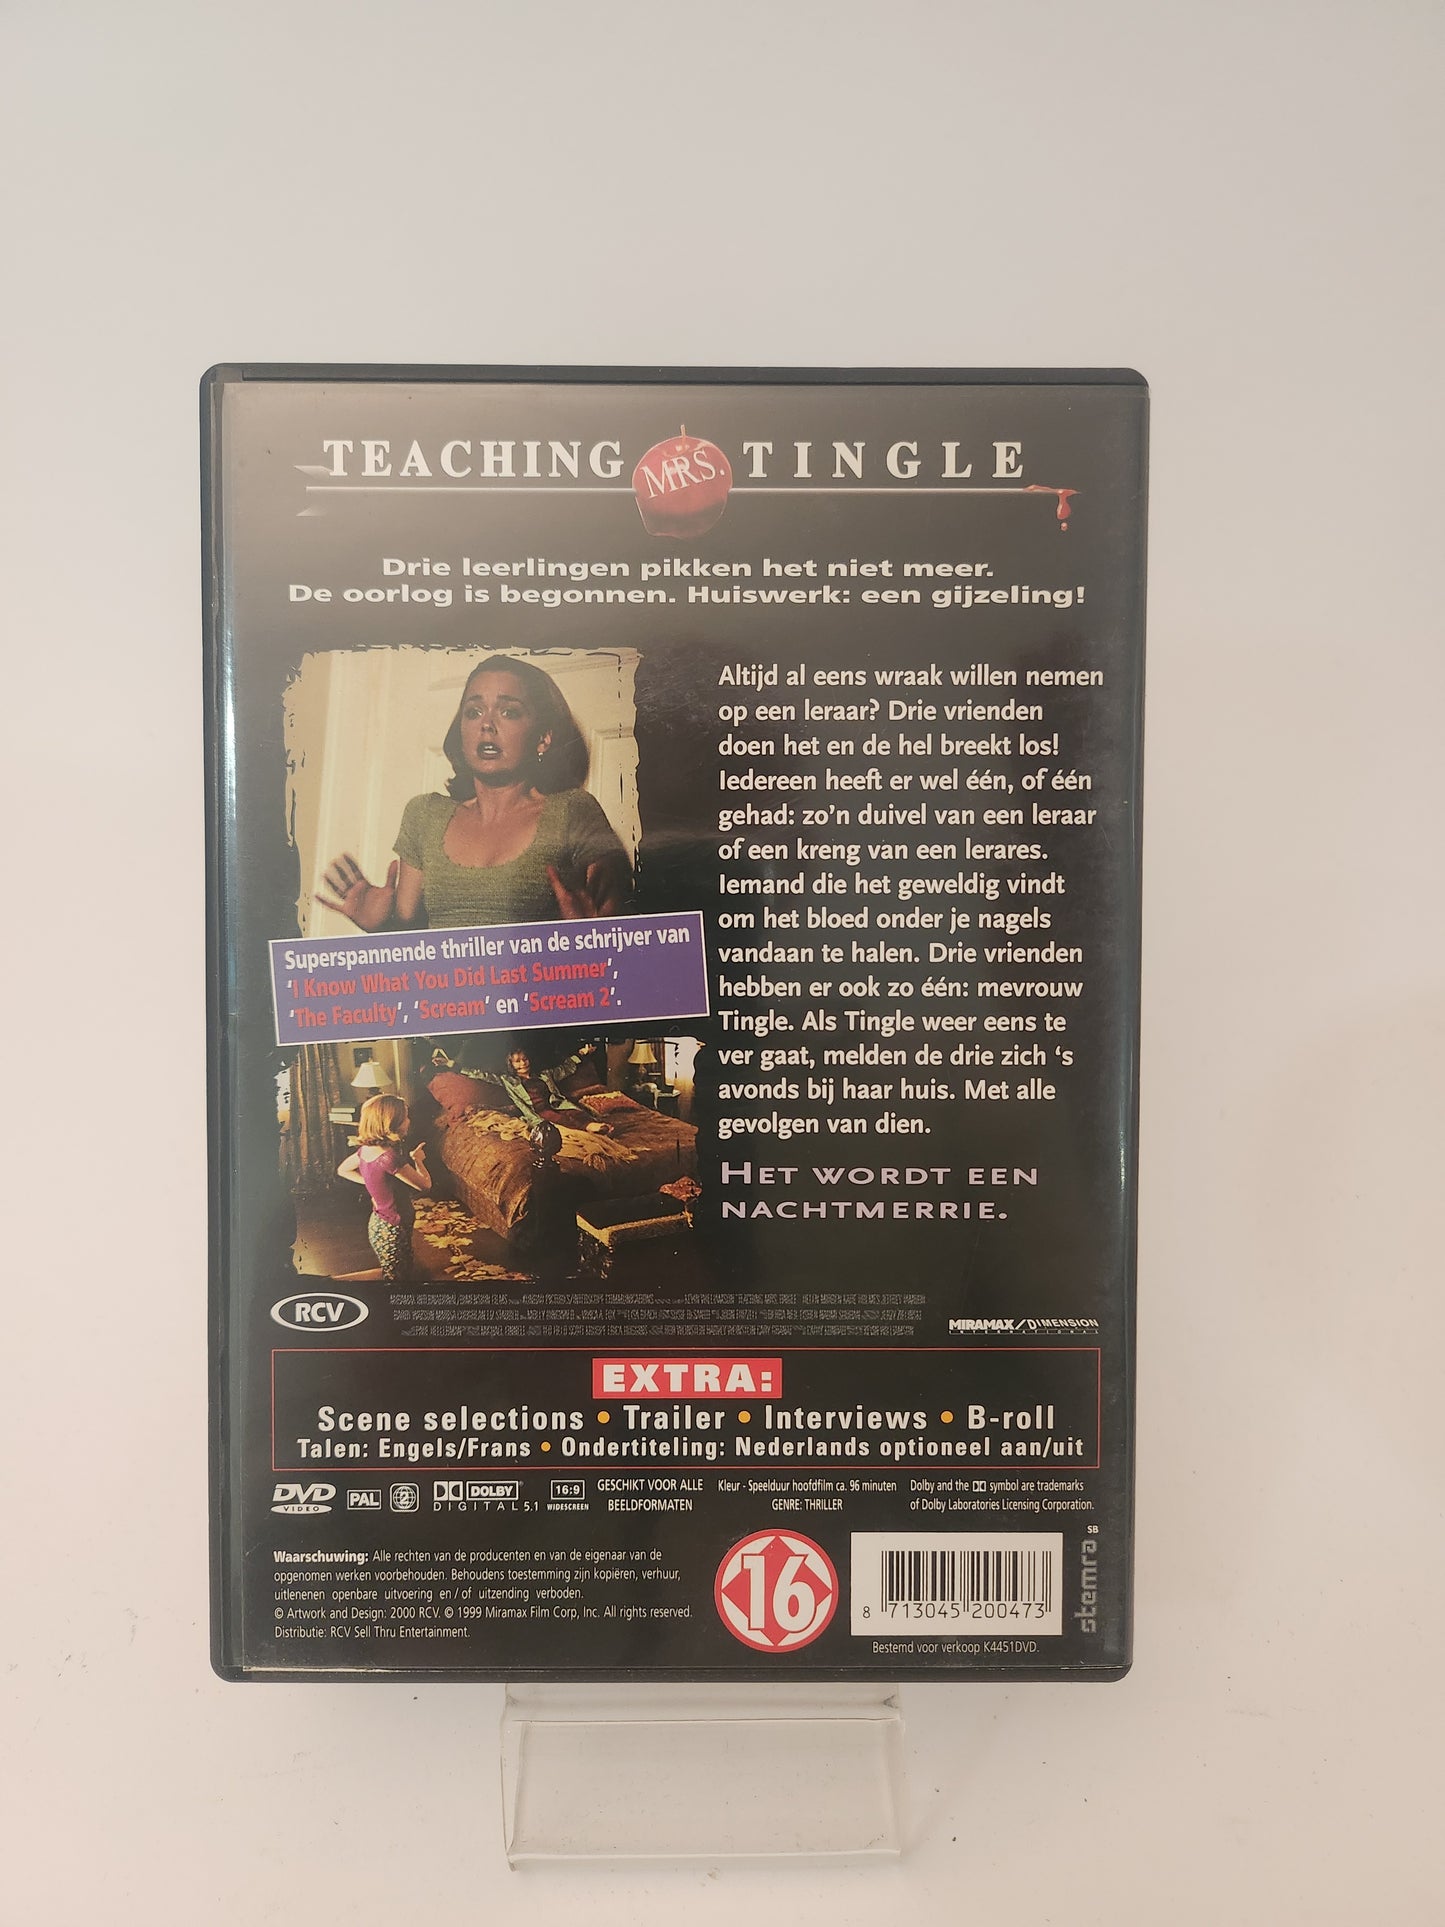 TEACHING MRS. TINGLE
Drie leerlingen pikken het niet meer.
De oorlog is begonnen. Huiswerk: een gijzeling!
Altijd al eens wraak willen nemen
op een leraar? Drie vrienden
doen het en de hel breekt los!
Iedereen heeft er wel één, of één
gehad: zo'n duivel van een leraar
of een kreng van een lerares.
Iemand die het geweldig vindt
om het bloed onder je nagels
vandaan te halen. Drie vrienden
hebben er ook zo één: mevrouw
Tingle. Als Tingle weer eens te
ver gaat, melden de drie zich 's
avonds bij haar huis. Met alle
gevolgen van dien.
HET WORDT EEN
NACHTMERRIE.
Superspannende thriller van de schrijver van
'I Know What You Did Last Summer',
'The Faculty', 'Scream' en 'Scream 2'.
RCV
MIRAMAX/DIMENSION
INTERNATIONAL
EXTRA:
Scene selections • Trailer • Interviews • B-roll
Talen: Engels/Frans • Ondertiteling: Nederlands optioneel aan/uit
DVD VIDEO
PAL
2
DOLBY
DIGITAL 5.1
16:9
WIDESCREEN
GESCHIKT VOOR ALLE
BEELDFORMATEN
Kleur - Speelduur hoofdfilm ca. 96 minuten
GENRE: THRILLER
Dolby and the symbol are trademarks
of Dolby Laboratories Licensing Corporation.
Waarschuwing: Alle rechten van de producenten en van de eigenaar van de
opgenomen werken voorbehouden. Behoudens toestemming zijn kopiëren, verhuur,
uitlenenen openbare uitvoering en / of uitzending verboden.
© Artwork and Design: 2000 RCV. © 1999 Miramax Film Corp, Inc. All rights reserved.
Distributie: RCV Sell Thru Entertainment.
16
8 713045 200473
Bestemd voor verkoop K4451DVD.
SB
stemra